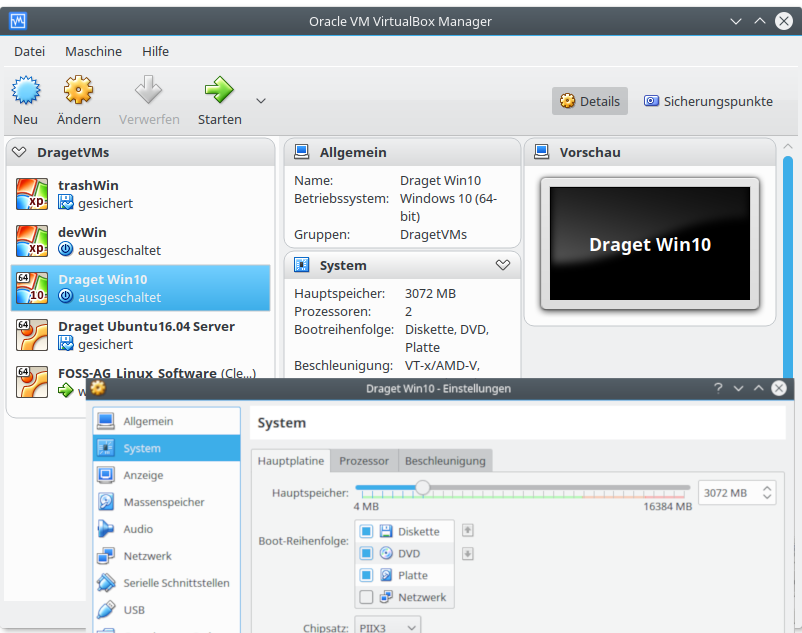 Oracle VM VirtualBox Manager
Datei Maschine Hilfe
Neu Ändern Verwerfen Starten Details Sicherungspunkte
DragetVMs
trashWin
gesichert
devWin
ausgeschaltet
64
10
Draget Win10
ausgeschaltet
64
Draget Ubuntu16.04 Server
gesichert
64
FOSS-AG Linux Software (Cle...)
Allgemein
Name: Draget Win10
Betriebssystem: Windows 10 (64-
bit)
Gruppen: DragetVMs
System
Hauptspeicher: 3072 MB
Prozessoren: 2
Bootreihenfolge: Diskette, DVD,
Platte
Beschleunigung: VT-x/AMD-V,
Vorschau
Draget Win10
Draget Win10 - Einstellungen
Allgemein
System
Anzeige
Massenspeicher
Audio
Netzwerk
Serielle Schnittstellen
USB
System
Hauptplatine Prozessor Beschleunigung
Hauptspeicher: 3072 MB
4 MB 16384 MB
Boot-Reihenfolge: Diskette
DVD
Platte
Netzwerk
Chipsatz: PIIX3